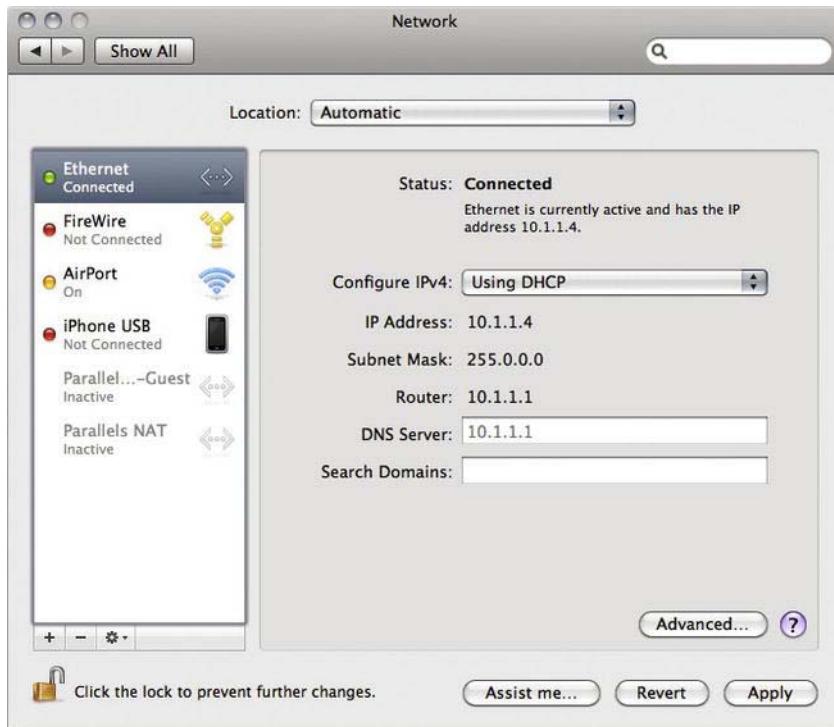 Network
Show All
Location: Automatic
Ethernet
Connected
FireWire
Not Connected
AirPort
On
iPhone USB
Not Connected
Parallel...-Guest
Inactive
Parallels NAT
Inactive
Status: Connected
Ethernet is currently active and has the IP
address 10.1.1.4.
Configure IPv4: Using DHCP
IP Address: 10.1.1.4
Subnet Mask: 255.0.0.0
Router: 10.1.1.1
DNS Server: 10.1.1.1
Search Domains:
Advanced... ?
+ −
Click the lock to prevent further changes.
Assist me... Revert Apply